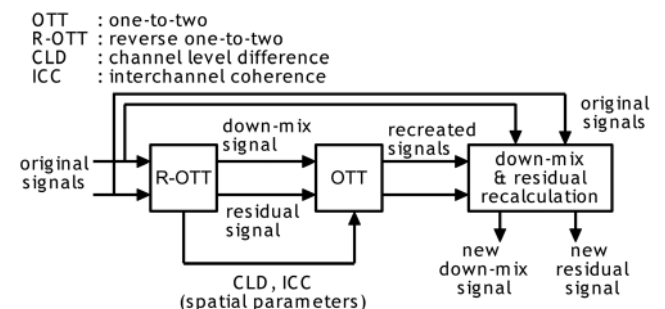 OTT : one-to-two
R-OTT : reverse one-to-two
CLD : channel level difference
ICC : interchannel coherence
original
signals
down-mix
signal
recreated
signals
original
signals
R-OTT
OTT
down-mix
& residual
recalculation
residual
signal
CLD, ICC
(spatial parameters)
new
down-mix
signal
new
residual
signal